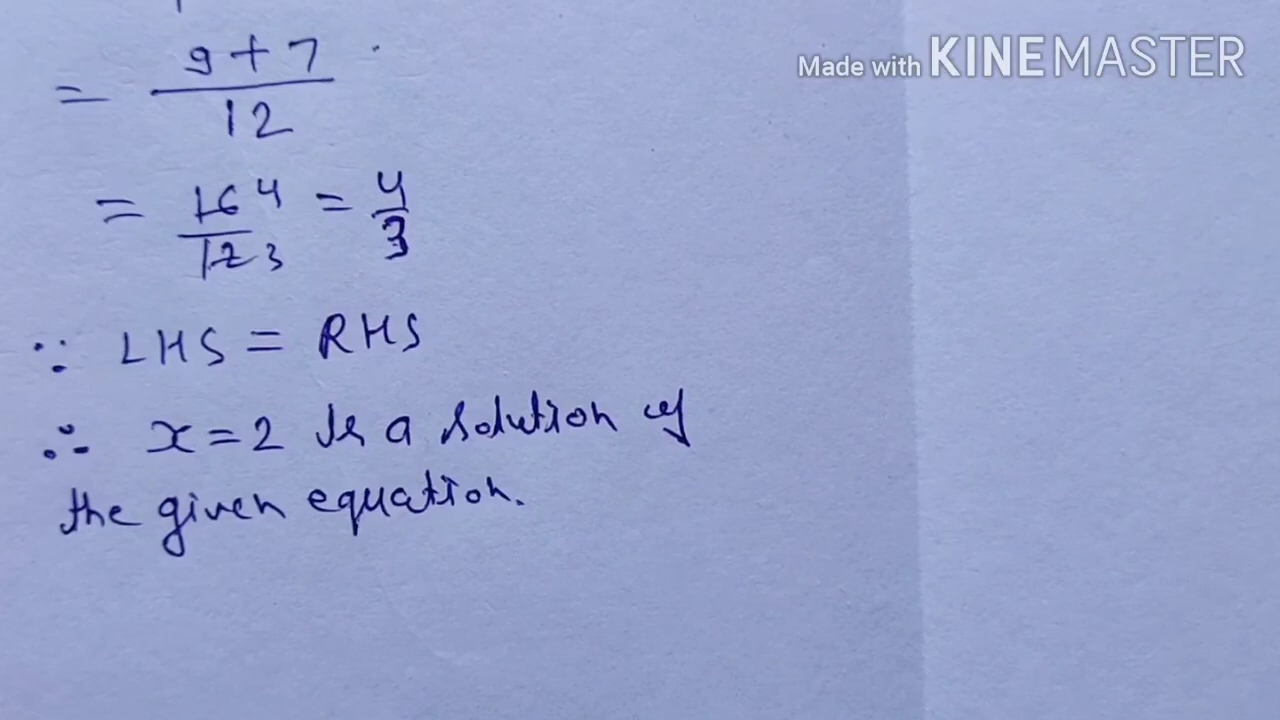 Made with KINEMASTER
= 9+7 / 12
= 16 4 / 12 3 = 4/3
∵ LHS = RHS
∴ x=2 is a solution of
the given equation.